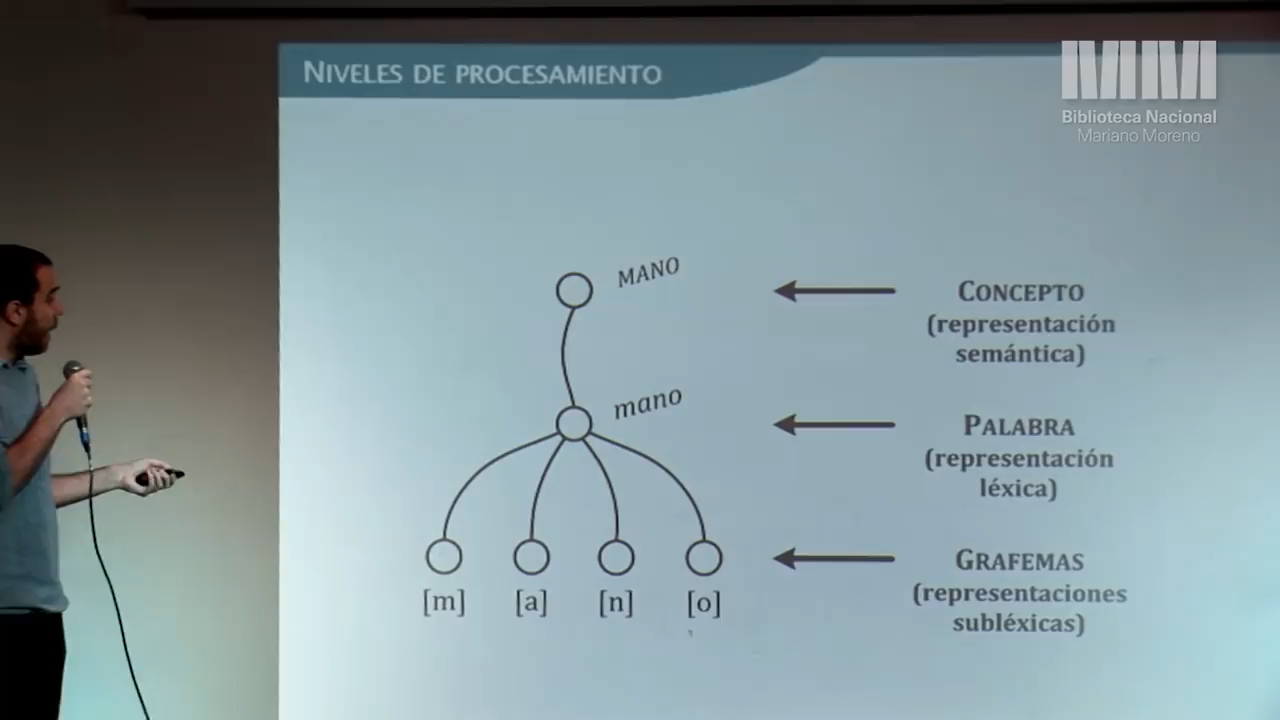 NIVELES DE PROCESAMIENTO
Biblioteca Nacional
Mariano Moreno
MANO
CONCEPTO
(representación
semántica)
mano
PALABRA
(representación
léxica)
GRAFEMAS
(representaciones
subléxicas)
[m] [a] [n] [o]